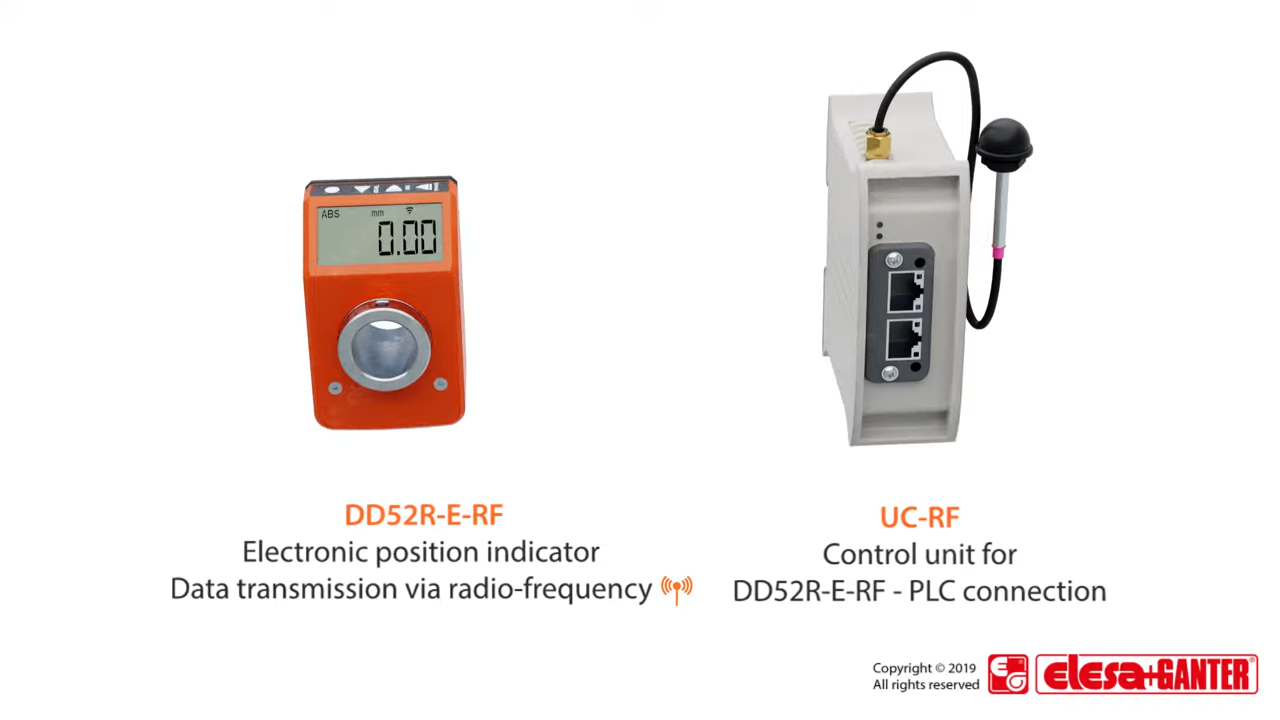 ABS mm
0.00
DD52R-E-RF
Electronic position indicator
Data transmission via radio-frequency
UC-RF
Control unit for
DD52R-E-RF - PLC connection
Copyright © 2019
All rights reserved
elesa+GANTER®